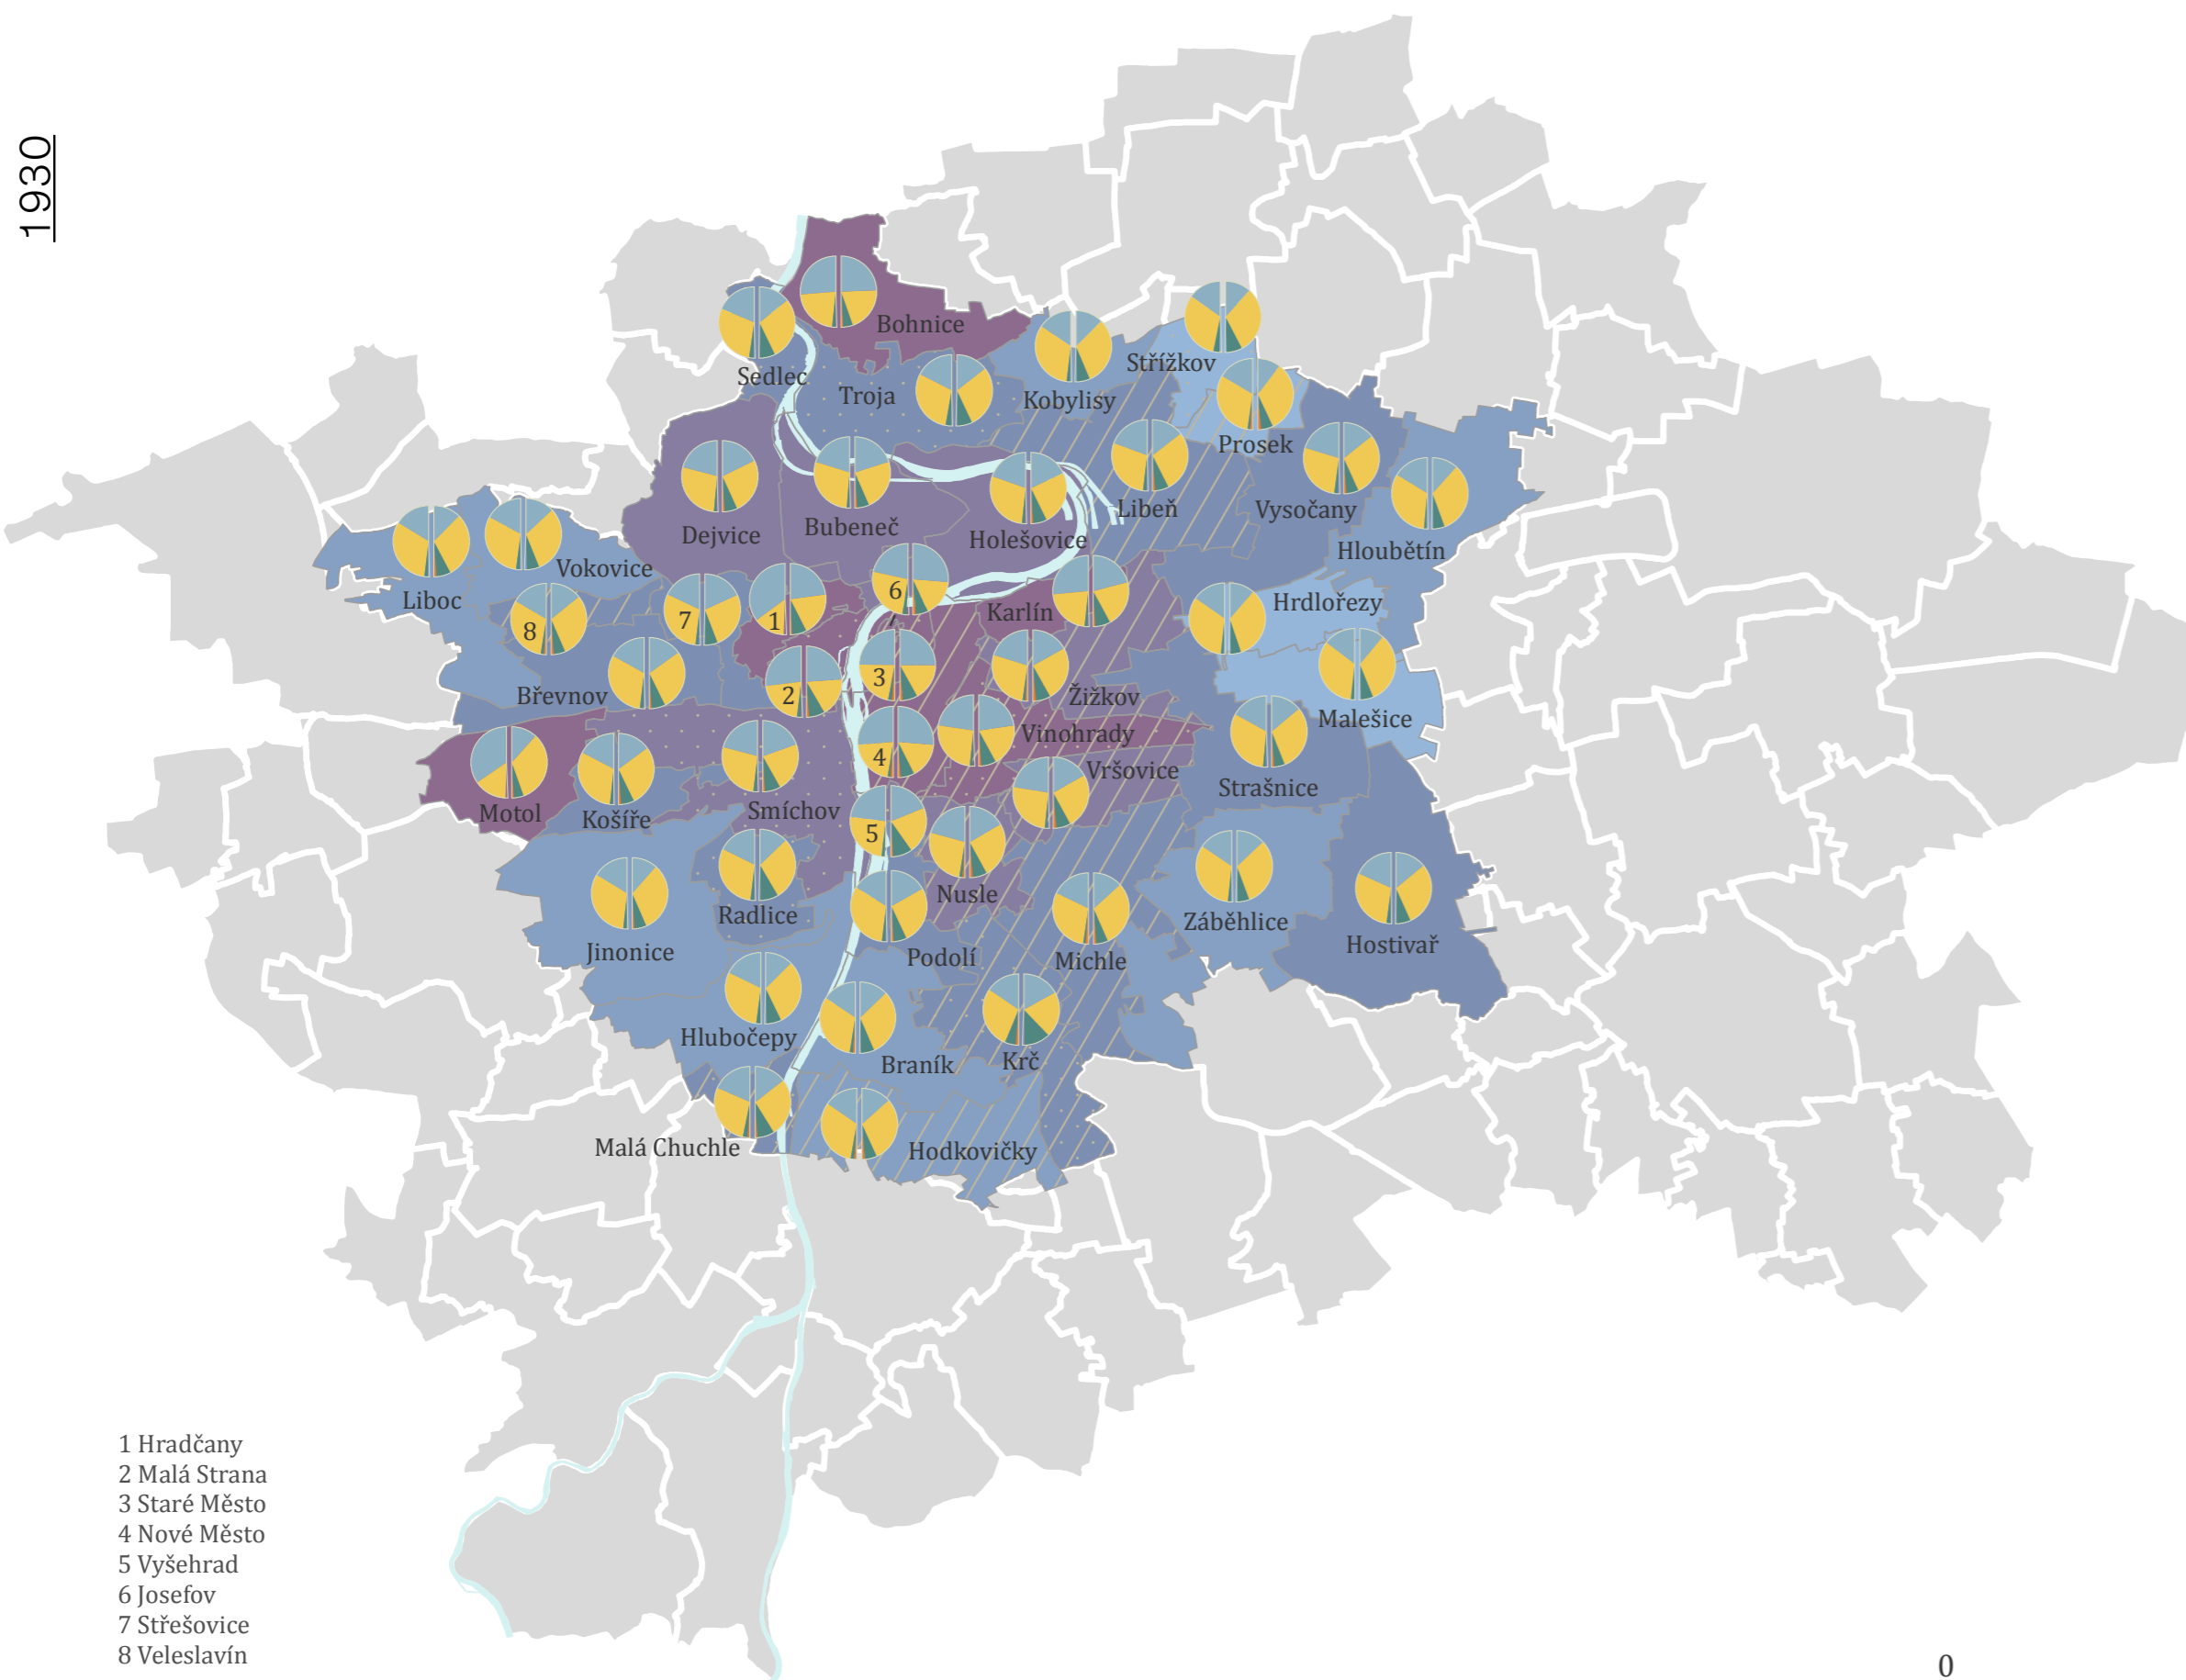 1930
Bohnice
Sedlec
Troja
Kobylisy
Střížkov
Prosek
Dejvice
Bubeneč
Holešovice
Libeň
Vysočany
Hloubětín
Vokovice
Liboc
7
1
6
Karlín
Hrdlořezy
8
Břevnov
2
3
Žižkov
Malešice
Motol
Košíře
Smíchov
4
Vinohrady
Vršovice
Strašnice
5
Radlice
Nusle
Jinonice
Podolí
Michle
Záběhlice
Hostivař
Hlubočepy
Braník
Krč
Malá Chuchle
Hodkovičky
1 Hradčany
2 Malá Strana
3 Staré Město
4 Nové Město
5 Vyšehrad
6 Josefov
7 Střešovice
8 Veleslavín
0